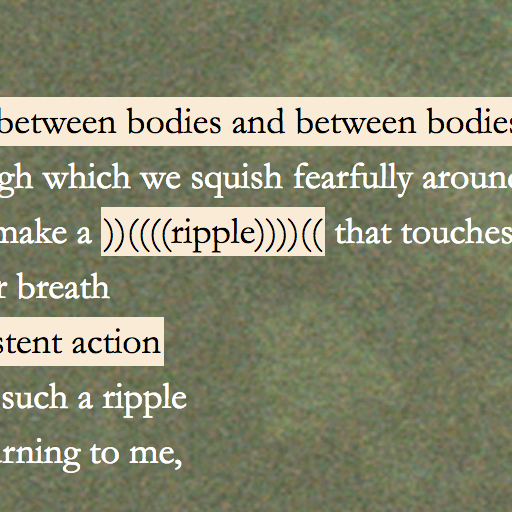 between bodies and between bodies
gh which we squish fearfully around
make a ))((((ripple))))(( that touches
r breath
stent action
such a ripple
rning to me,